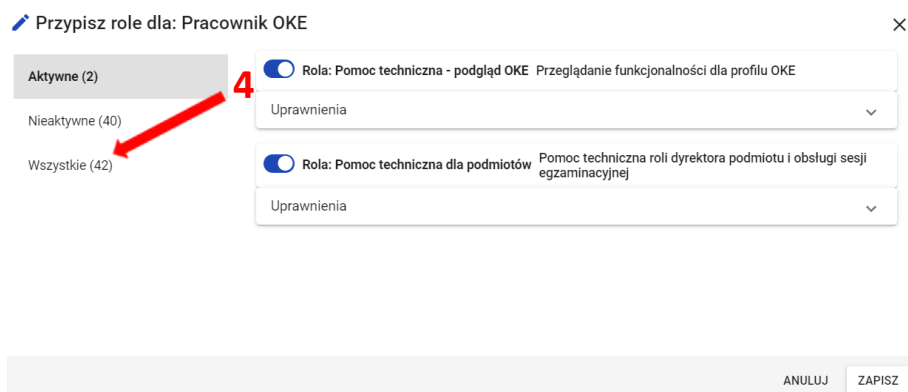 Przypisz role dla: Pracownik OKE
Aktywne (2)
Nieaktywne (40)
Wszystkie (42)
4
Rola: Pomoc techniczna - podgląd OKE Przeglądanie funkcjonalności dla profilu OKE
Uprawnienia
Rola: Pomoc techniczna dla podmiotów Pomoc techniczna roli dyrektora podmiotu i obsługi sesji
egzaminacyjnej
Uprawnienia
ANULUJ ZAPISZ